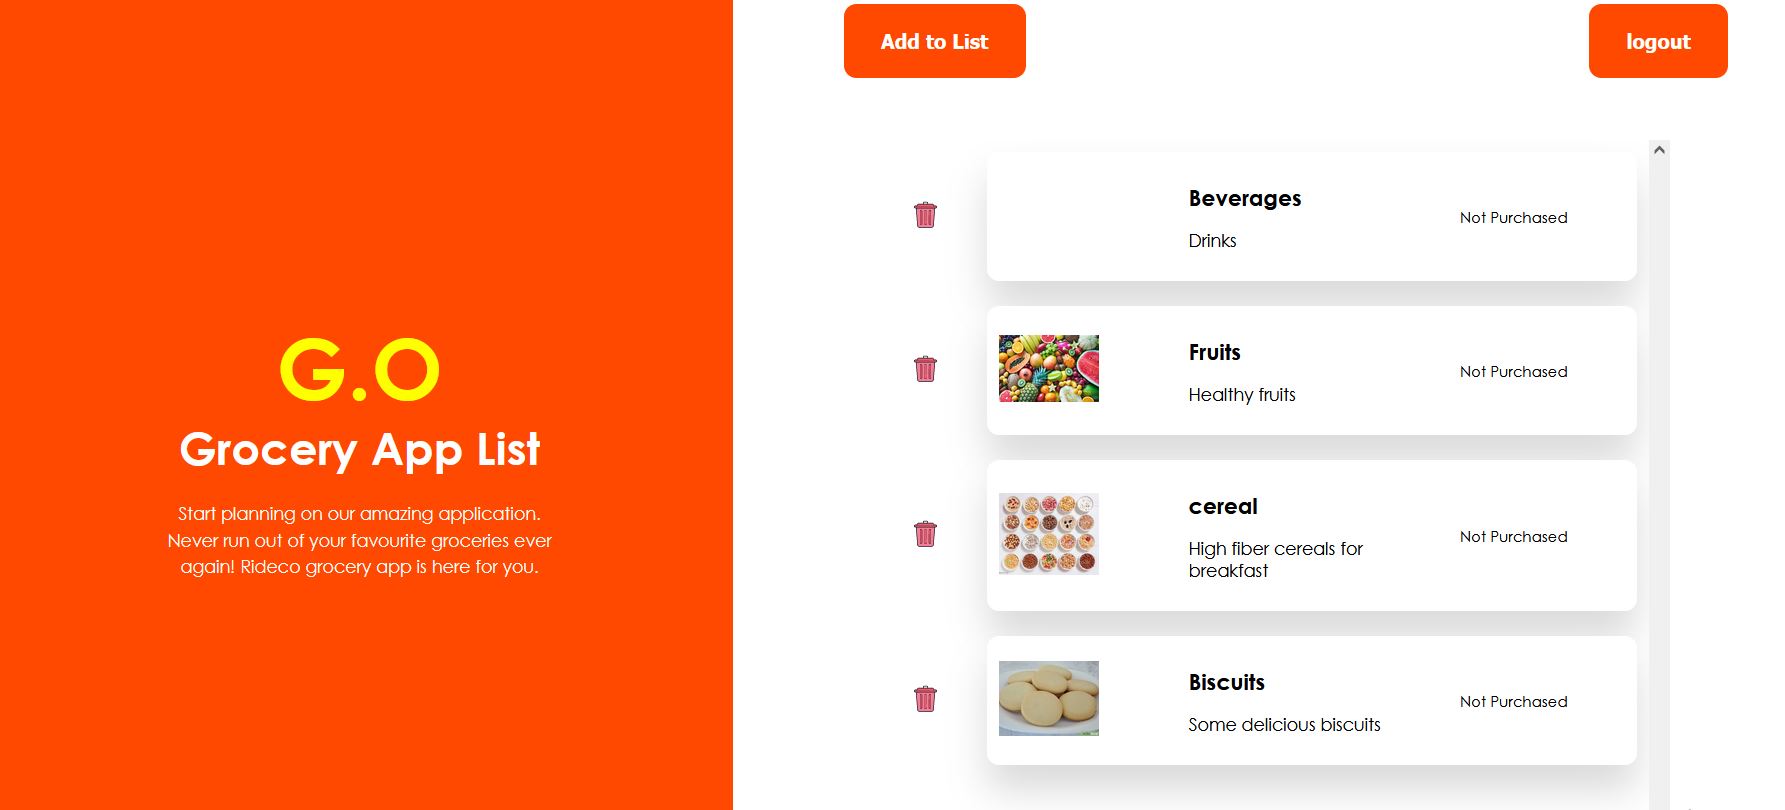 G.O
Grocery App List
Start planning on our amazing application.
Never run out of your favourite groceries ever
again! Rideco grocery app is here for you.
Add to List
logout
Beverages
Drinks
Not Purchased
Fruits
Healthy fruits
Not Purchased
cereal
High fiber cereals for
breakfast
Not Purchased
Biscuits
Some delicious biscuits
Not Purchased